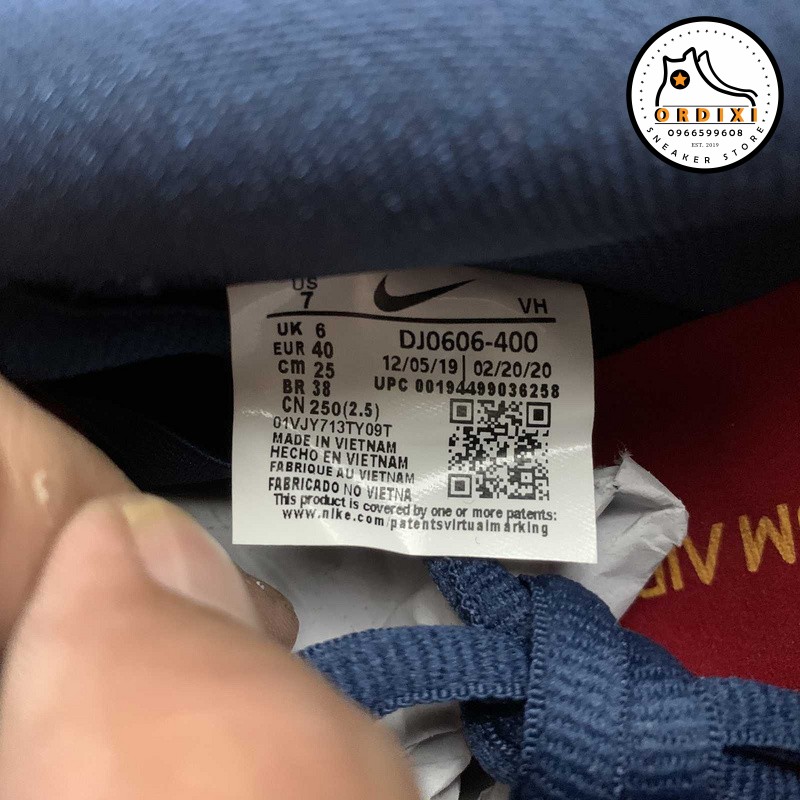 ORDIXI
0966599608
EST. 2019
SNEAKER STORE
US
7
VH
UK 6
EUR 40
cm 25
BR 38
CN 250(2.5)
DJ0606-400
12/05/19 | 02/20/20
UPC 00194499036258
01VJY713TY09T
MADE IN VIETNAM
HECHO EN VIETNAM
FABRIQUE AU VIETNAM
FABRICADO NO VIETNA
This product is covered by one or more patents:
www.nike.com/patentsvirtualmarking
UM AIR